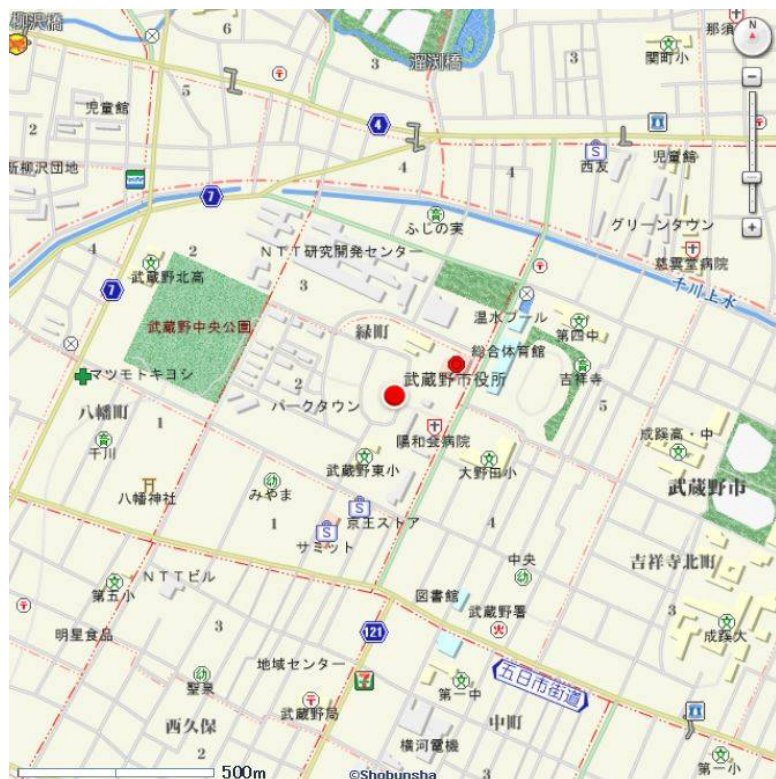 柳沢橋
6
那須
N
5
3
溜渕橋
3
関町小
児童館
2
4
西友
児童館
新柳沢団地
4
4
7
ふじの実
グリーンタウン
4
2
NTT研究開発センター
慈雲堂病院
武蔵野北高
3
千川上水
7
温水プール
第四中
武蔵野中央公園
緑町
総合体育館
マツモトキヨシ
2
武蔵野市役所
吉祥寺
八幡町
1
パークタウン
5
成蹊高・中
千川
陽和会病院
武蔵野東小
大野田小
武蔵野市
八幡神社
みやま
1
京王ストア
4
サミット
中央
吉祥寺北町
NTTビル
第五小
図書館
武蔵野署
3
明星食品
3
121
成蹊大
地域センター
五日市街道
聖泉
第一中
武蔵野局
中町
西久保
横河電機
2
3
第一小
500m
©Shobunsha